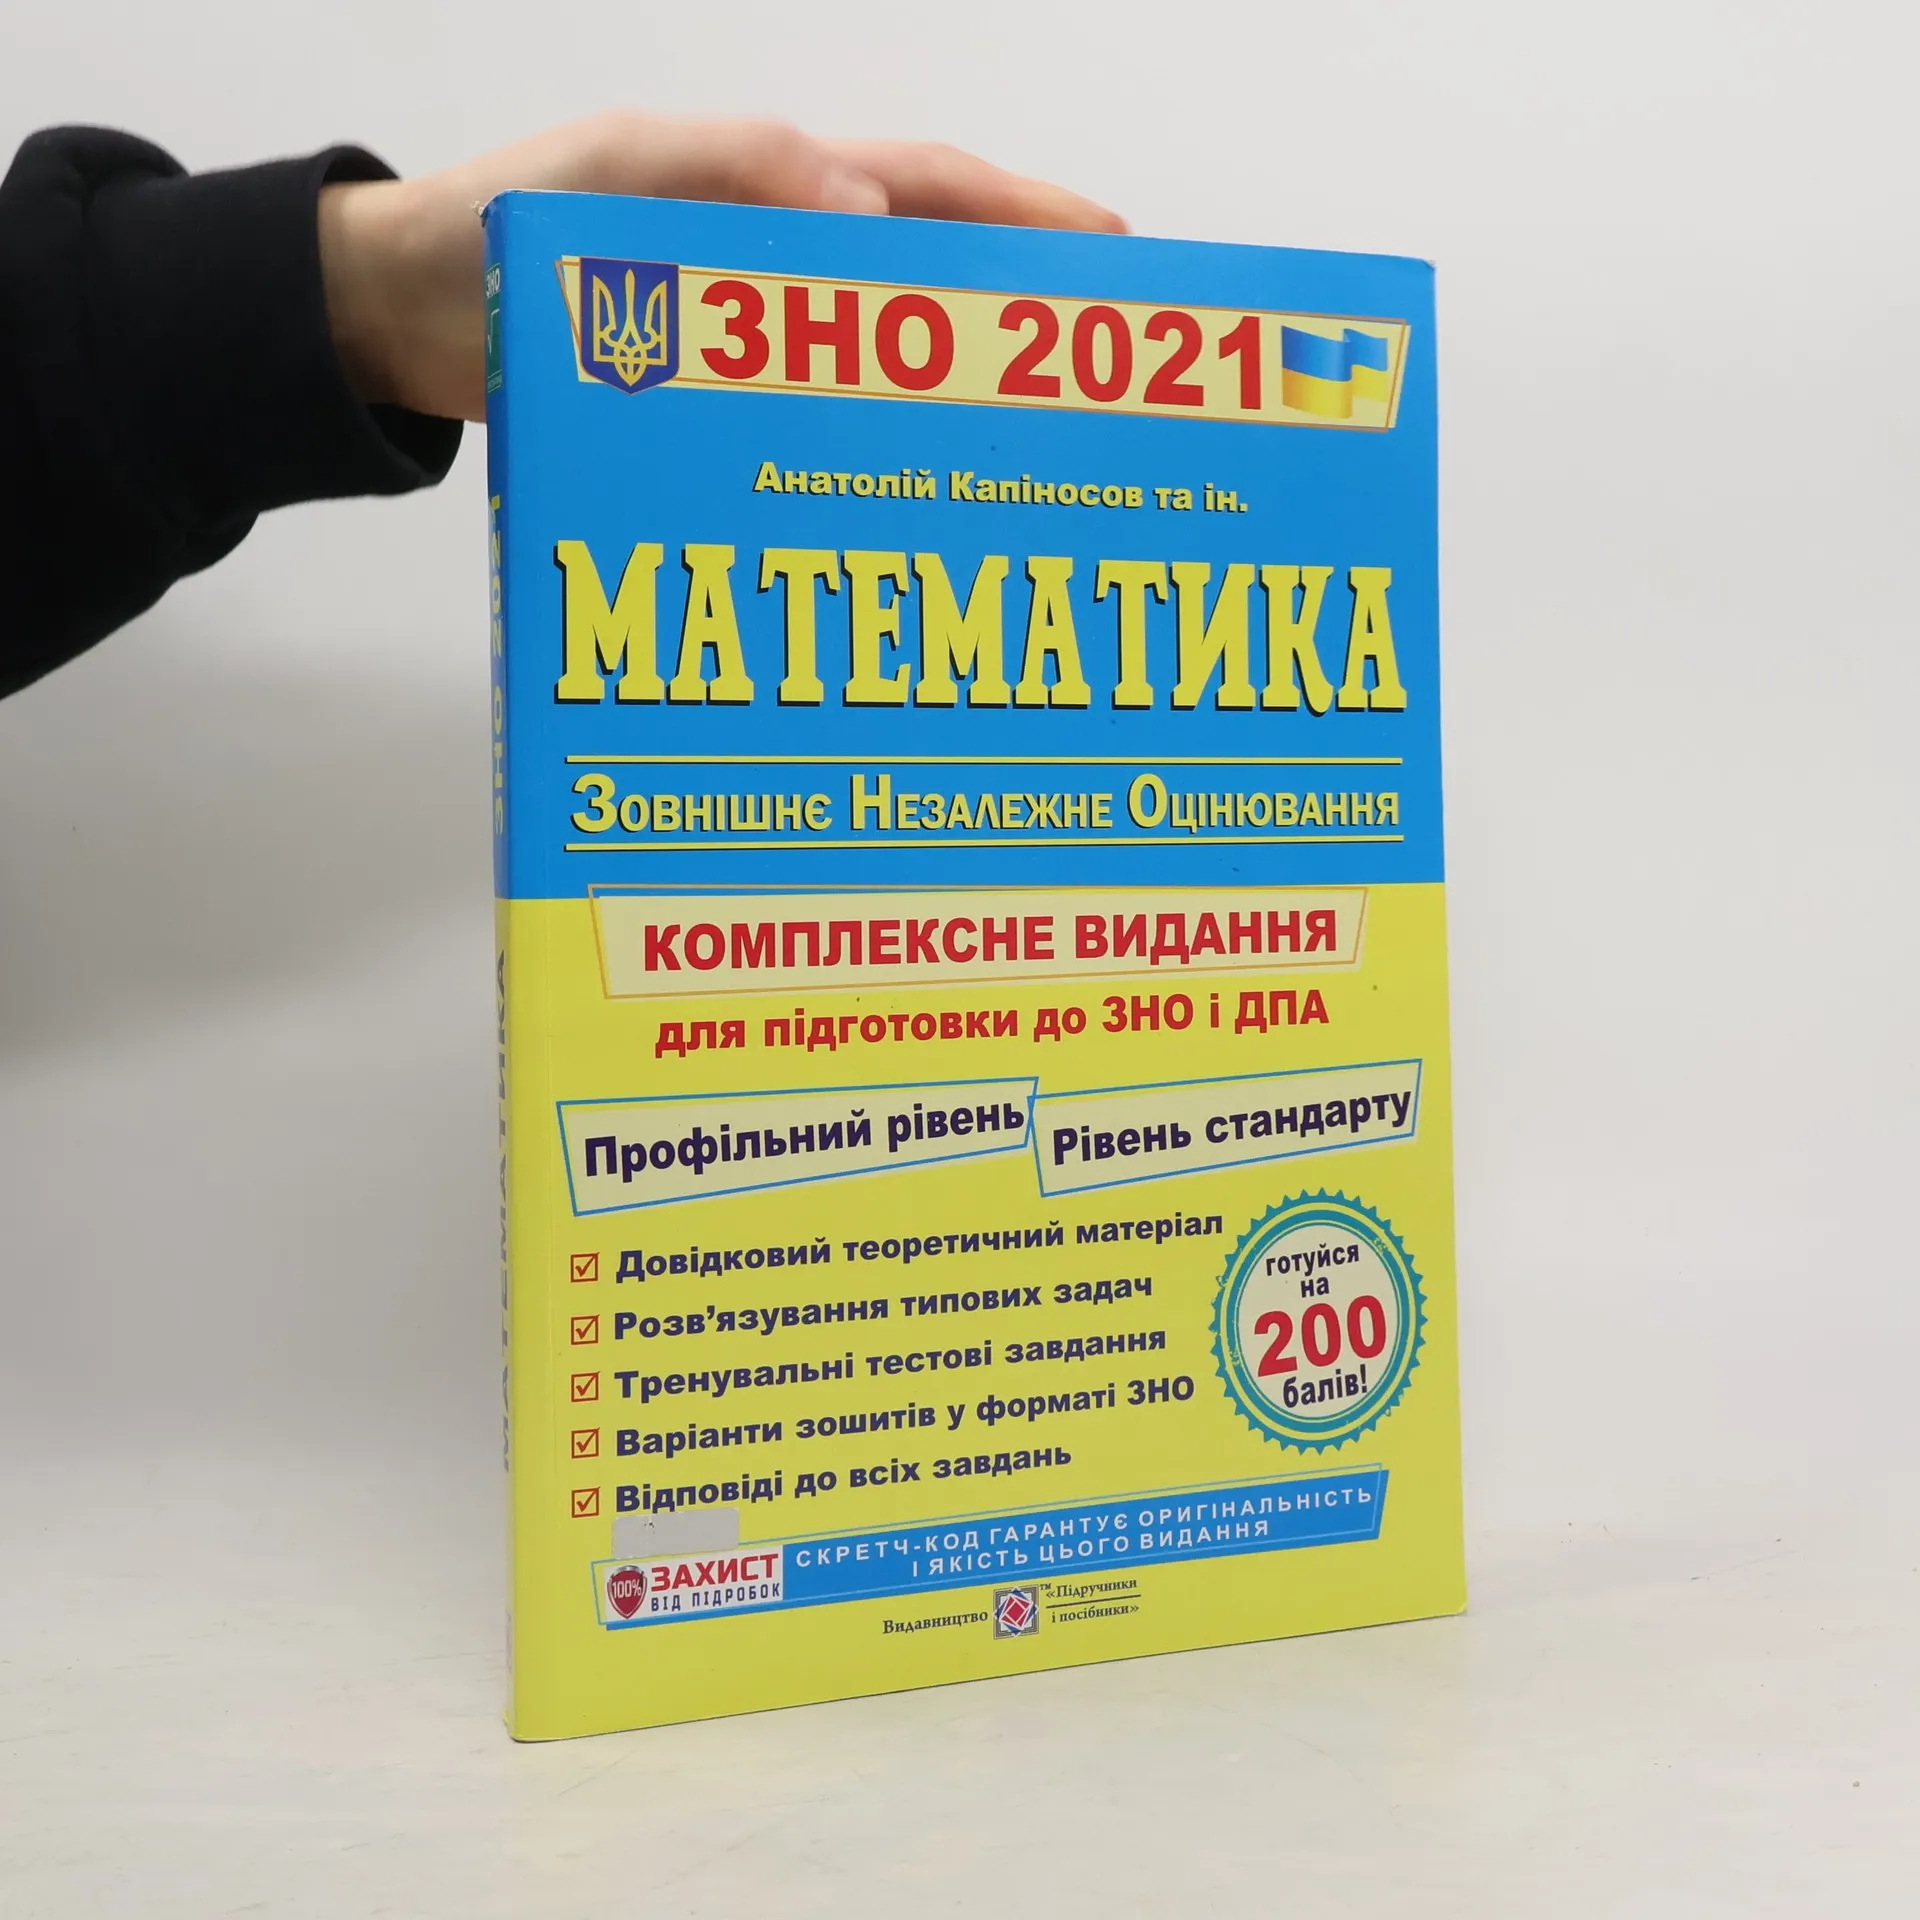 ЗНО 2021
Анатолій Капіносов та ін.
МАТЕМАТИКА
ЗОВНІШНЄ НЕЗАЛЕЖНЕ ОЦІНЮВАННЯ
КОМПЛЕКСНЕ ВИДАННЯ
для підготовки до ЗНО і ДПА
Профільний рівень
Рівень стандарту
Довідковий теоретичний матеріал
Розв’язування типових задач
Тренувальні тестові завдання
Варіанти зошитів у форматі ЗНО
Відповіді до всіх завдань
готуйся
на
200
балів!
СКРЕТЧ-КОД ГАРАНТУЄ ОРИГІНАЛЬНІСТЬ
І ЯКІСТЬ ЦЬОГО ВИДАННЯ
100%
ЗАХИСТ
ВІД ПІДРОБОК
Видавництво
TM «Підручники
і посібники»
ЗНО
МАТЕМАТИКА ЗНО 2021